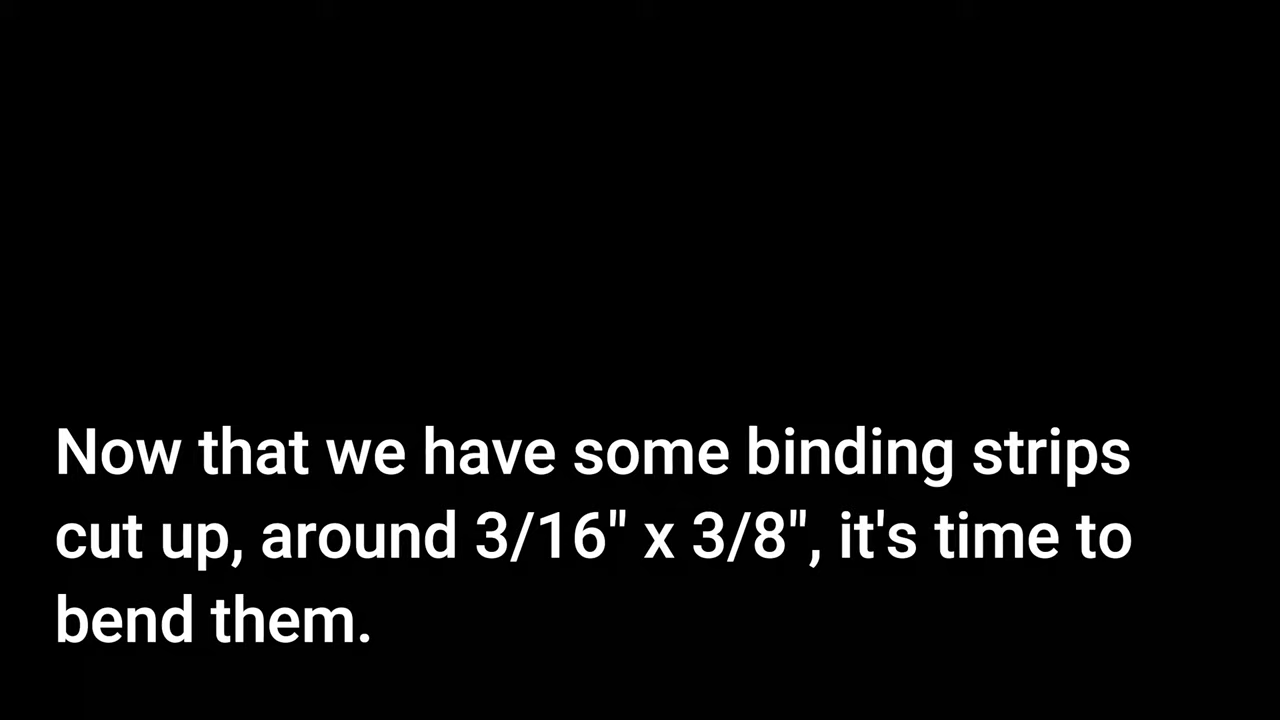 Now that we have some binding strips
cut up, around 3/16" x 3/8", it's time to
bend them.